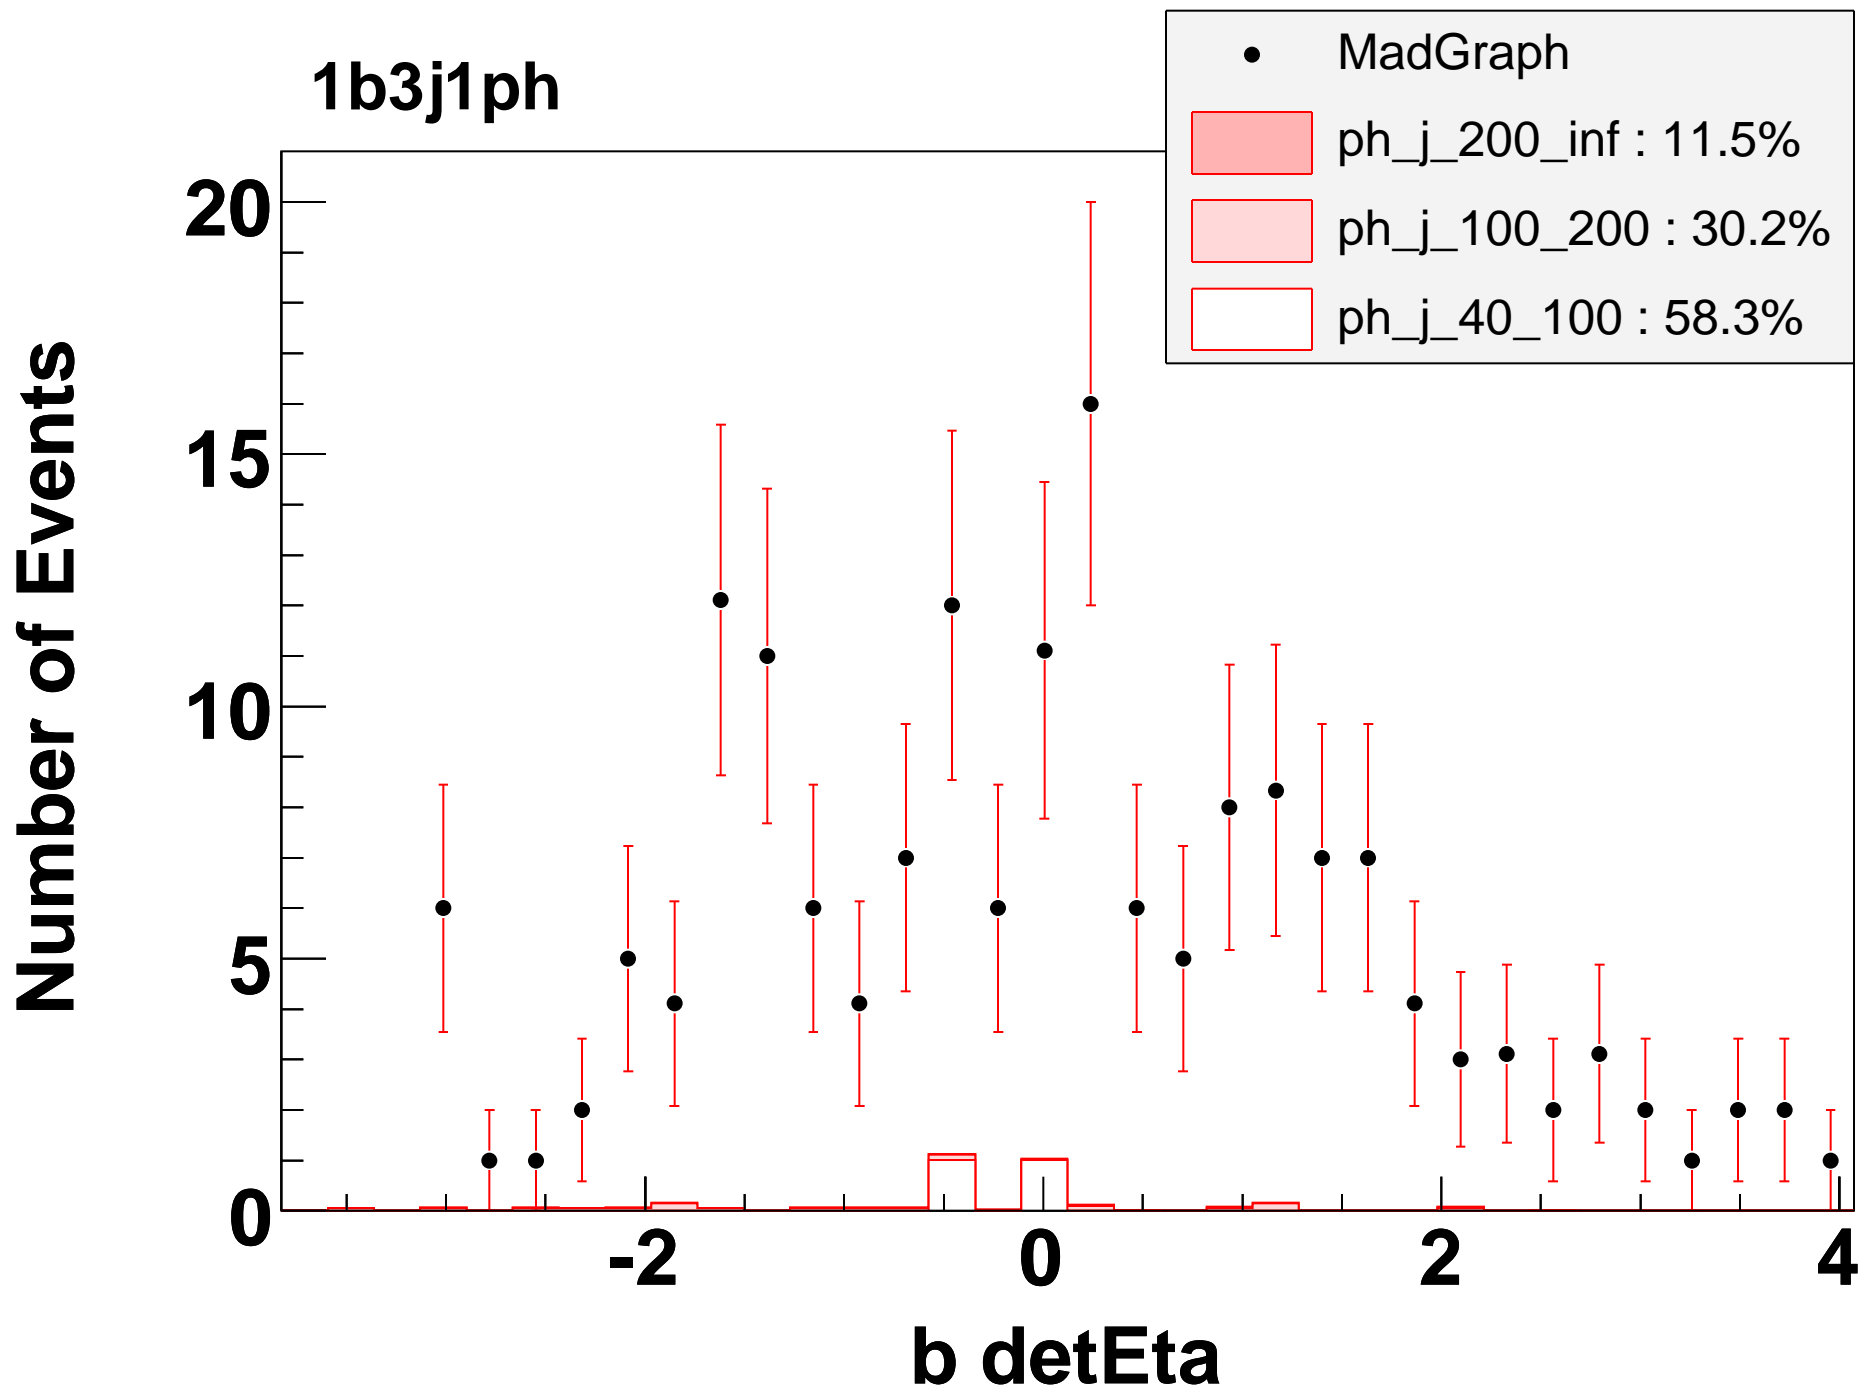 1b3j1ph
MadGraph
ph_j_200_inf : 11.5%
ph_j_100_200 : 30.2%
ph_j_40_100 : 58.3%
Number of Events
20
15
10
5
0
-2 0 2 4
b detEta